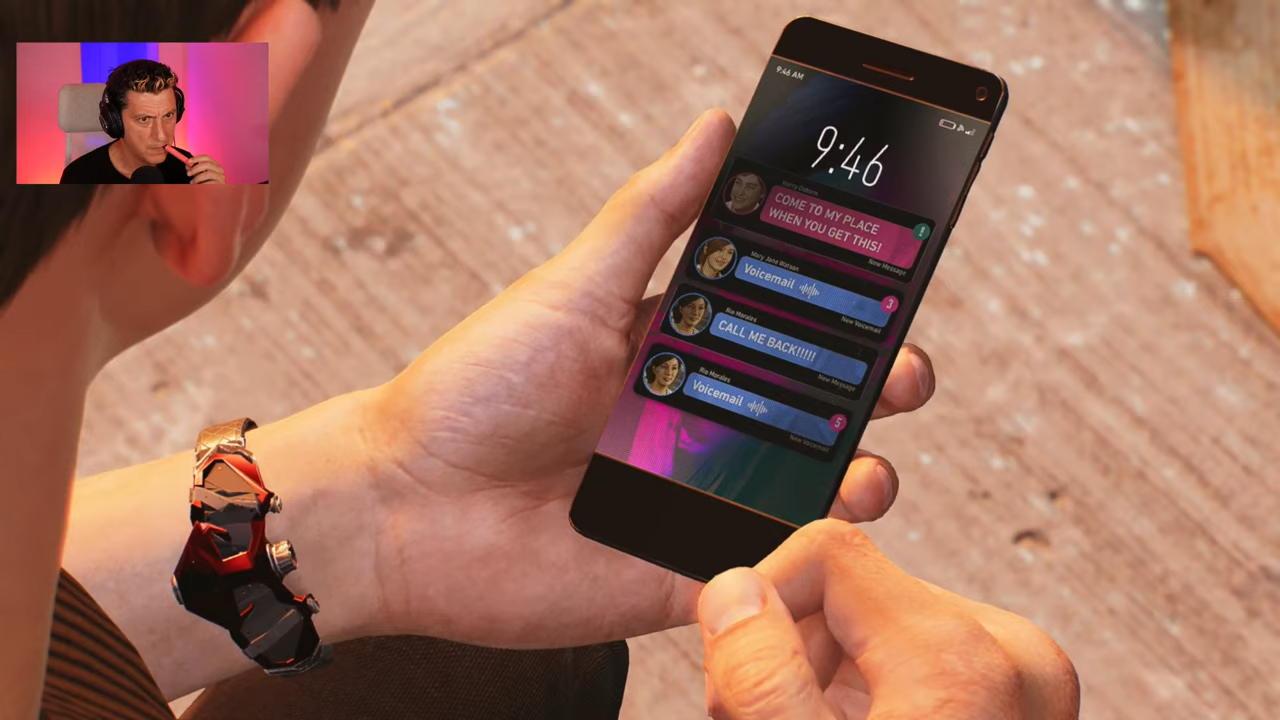 9:46 AM
9:46
Harry Osborn
COME TO MY PLACE
WHEN YOU GET THIS!
!
New Message
Mary Jane Watson
Voicemail
3
New Voicemail
Rio Morales
CALL ME BACK!!!!!
New Message
Rio Morales
Voicemail
5
New Voicemail